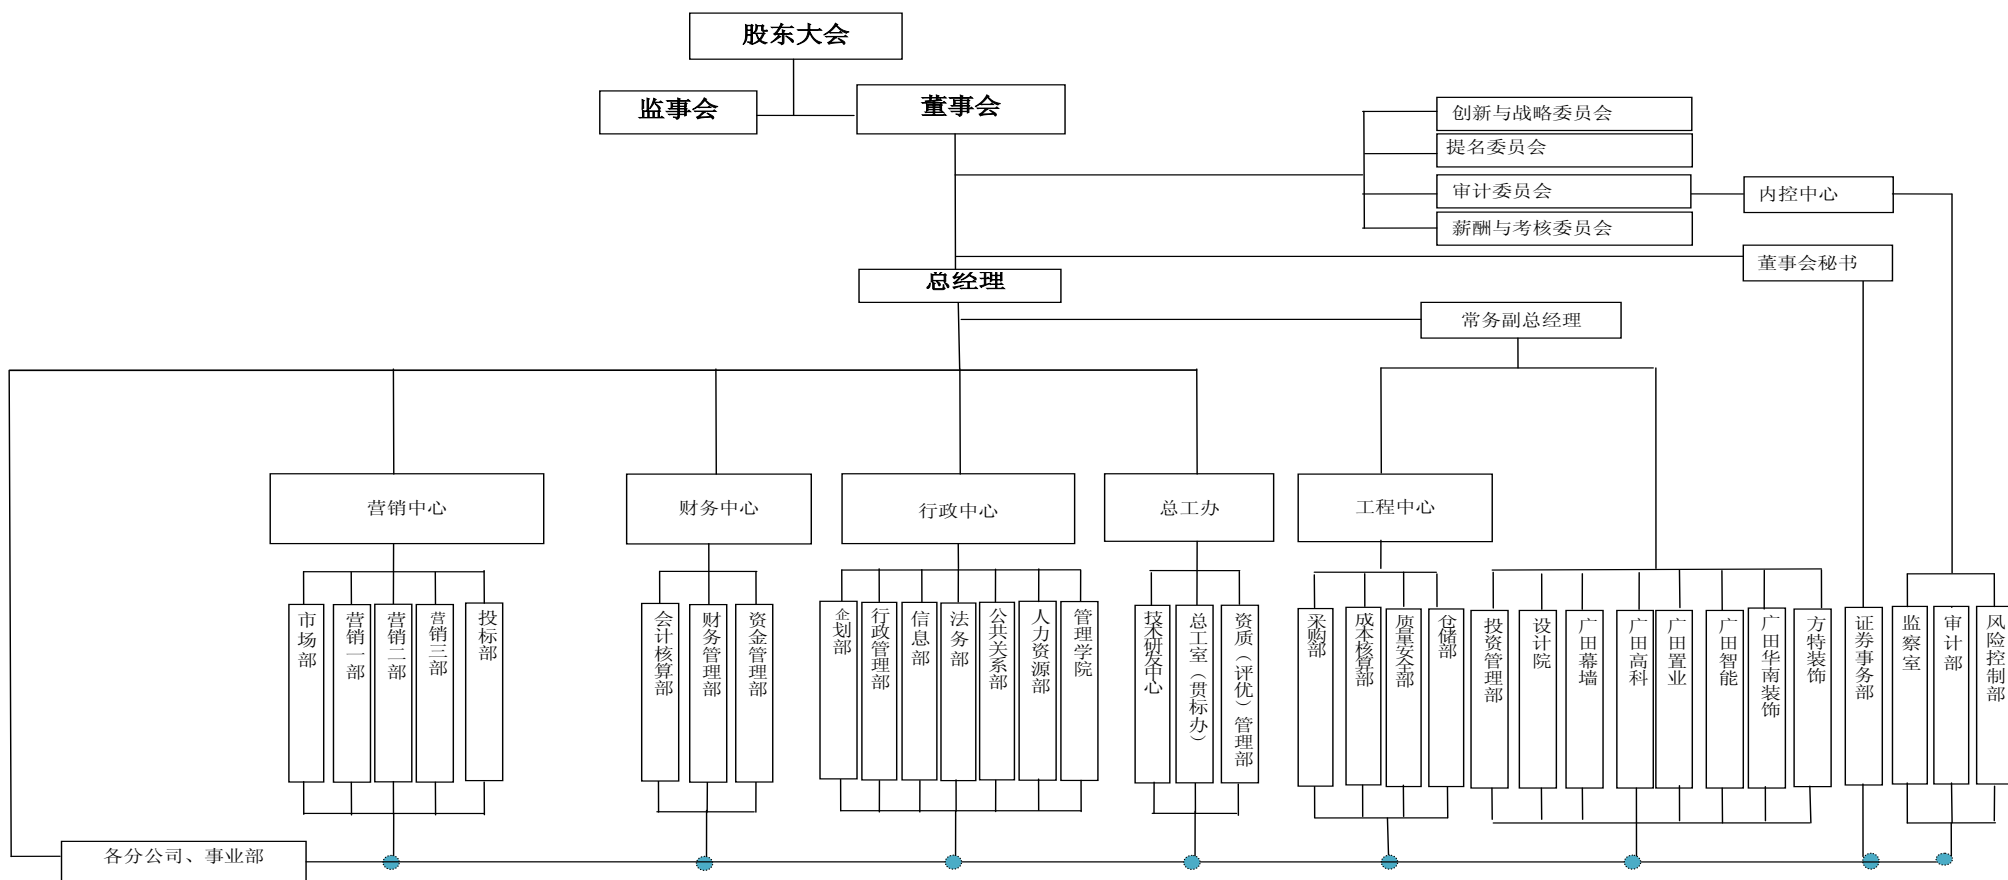 股东大会
监事会
董事会
创新与战略委员会
提名委员会
审计委员会
内控中心
薪酬与考核委员会
董事会秘书
总经理
常务副总经理
营销中心
财务中心
行政中心
总工办
工程中心
市场部
营销一部
营销二部
营销三部
投标部
会计核算部
财务管理部
资金管理部
企划部
行政管理部
信息部
法务部
公共关系部
人力资源部
管理学院
技术研发中心
总工室（贯标办）
资质（评优）管理部
采购部
成本核算部
质量安全部
仓储部
投资管理部
设计院
广田幕墙
广田高科
广田置业
广田智能
广田华南装饰
方特装饰
证券事务部
监察室
审计部
风险控制部
各分公司、事业部